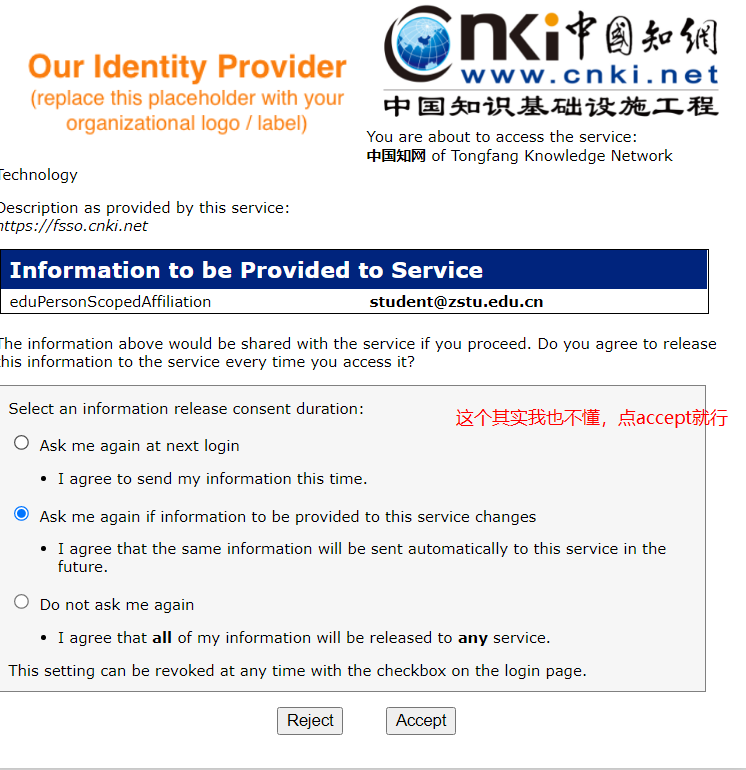 Our Identity Provider
(replace this placeholder with your
organizational logo / label)
cnki 中国知网
www.cnki.net
中国知识基础设施工程
You are about to access the service:
中国知网 of Tongfang Knowledge Network
Technology
Description as provided by this service:
https://fsso.cnki.net
Information to be Provided to Service
eduPersonScopedAffiliation student@zstu.edu.cn
The information above would be shared with the service if you proceed. Do you agree to release
this information to the service every time you access it?
Select an information release consent duration:
这个其实我也不懂，点accept就行
Ask me again at next login
• I agree to send my information this time.
Ask me again if information to be provided to this service changes
• I agree that the same information will be sent automatically to this service in the
future.
Do not ask me again
• I agree that all of my information will be released to any service.
This setting can be revoked at any time with the checkbox on the login page.
Reject Accept